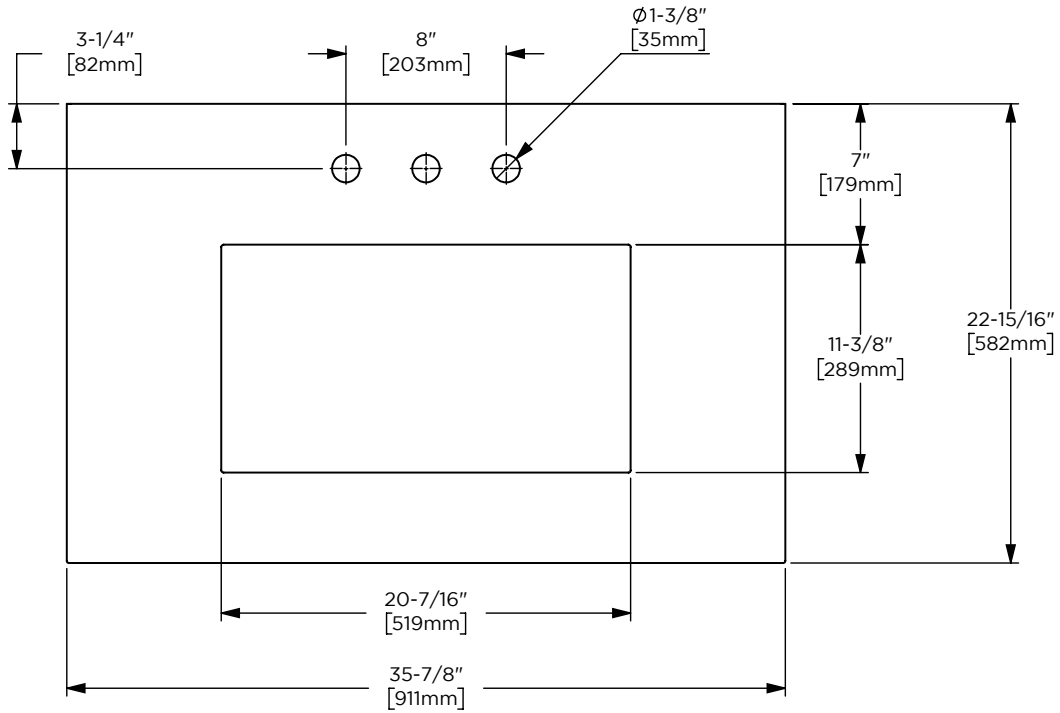 3-1/4"
[82mm]
8"
[203mm]
Ø1-3/8"
[35mm]
7"
[179mm]
11-3/8"
[289mm]
22-15/16"
[582mm]
20-7/16"
[519mm]
35-7/8"
[911mm]